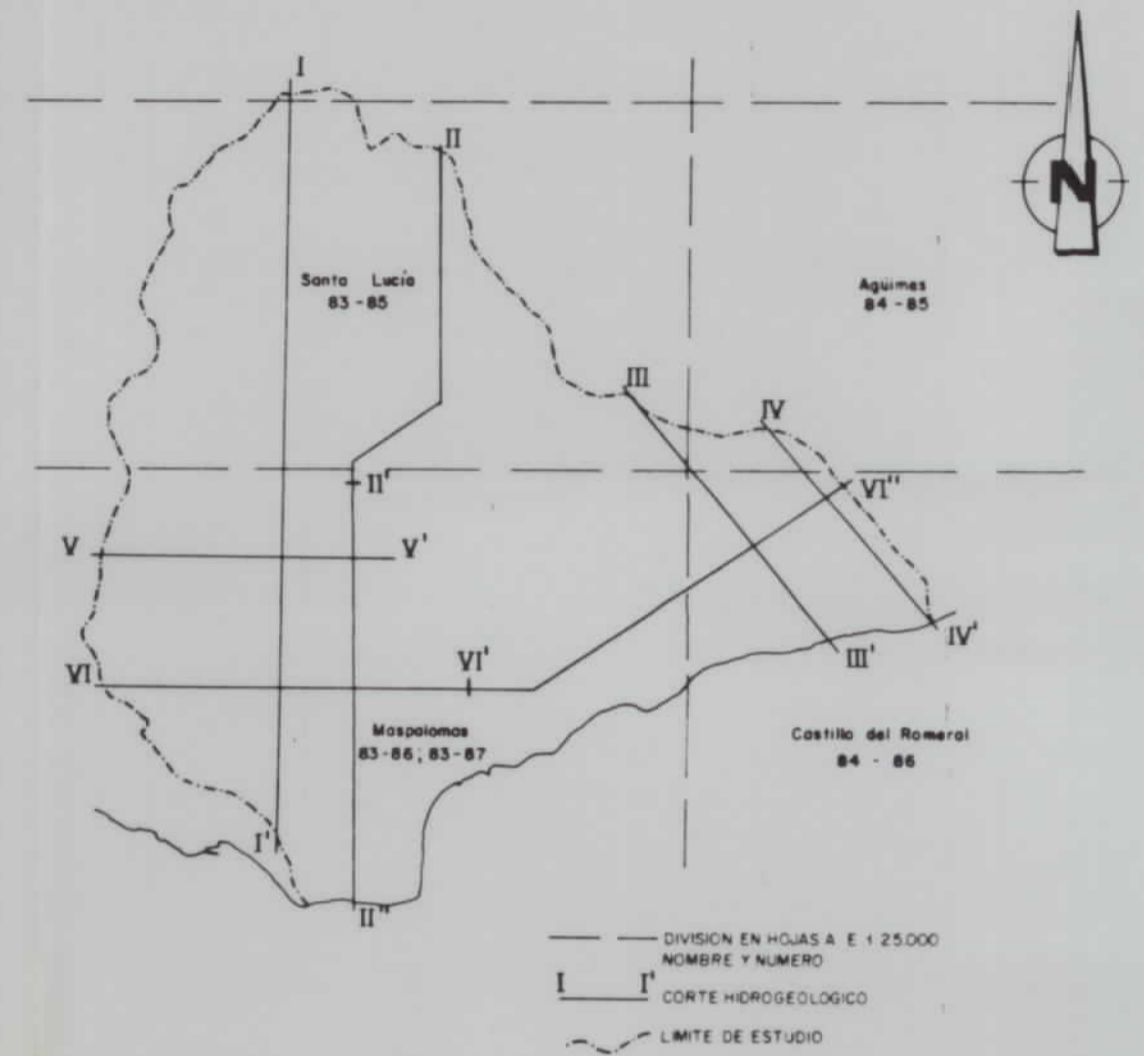 I
II
N
Santa Lucía
83 - 85
Agüimes
84 - 85
III
IV
II'
VI''
V
V'
III'
IV'
VI
VI'
Maspalomas
83-86; 83-87
Castillo del Romeral
84 - 86
I'
II''
DIVISION EN HOJAS A E 1 25.000
NOMBRE Y NUMERO
I I'
CORTE HIDROGEOLOGICO
LIMITE DE ESTUDIO